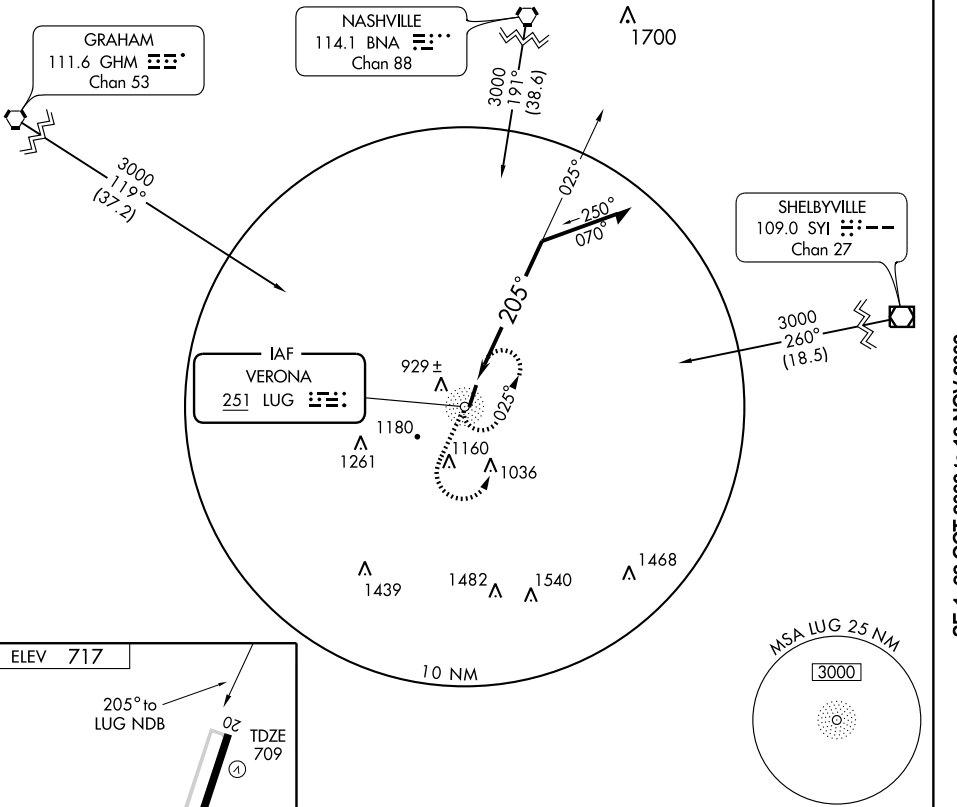 NASHVILLE
114.1 BNA
Chan 88
1700
GRAHAM
111.6 GHM
Chan 53
3000
191°
(38.6)
3000
119°
(37.2)
025°
250°
070°
SHELBYVILLE
109.0 SYI
Chan 27
205°
3000
260°
(18.5)
IAF
VERONA
251 LUG
929 ±
025°
1180
1261
1160
1036
1439
1482
1540
1468
10 NM
MSA LUG 25 NM
3000
ELEV 717
205° to
LUG NDB
20
TDZE
709
V